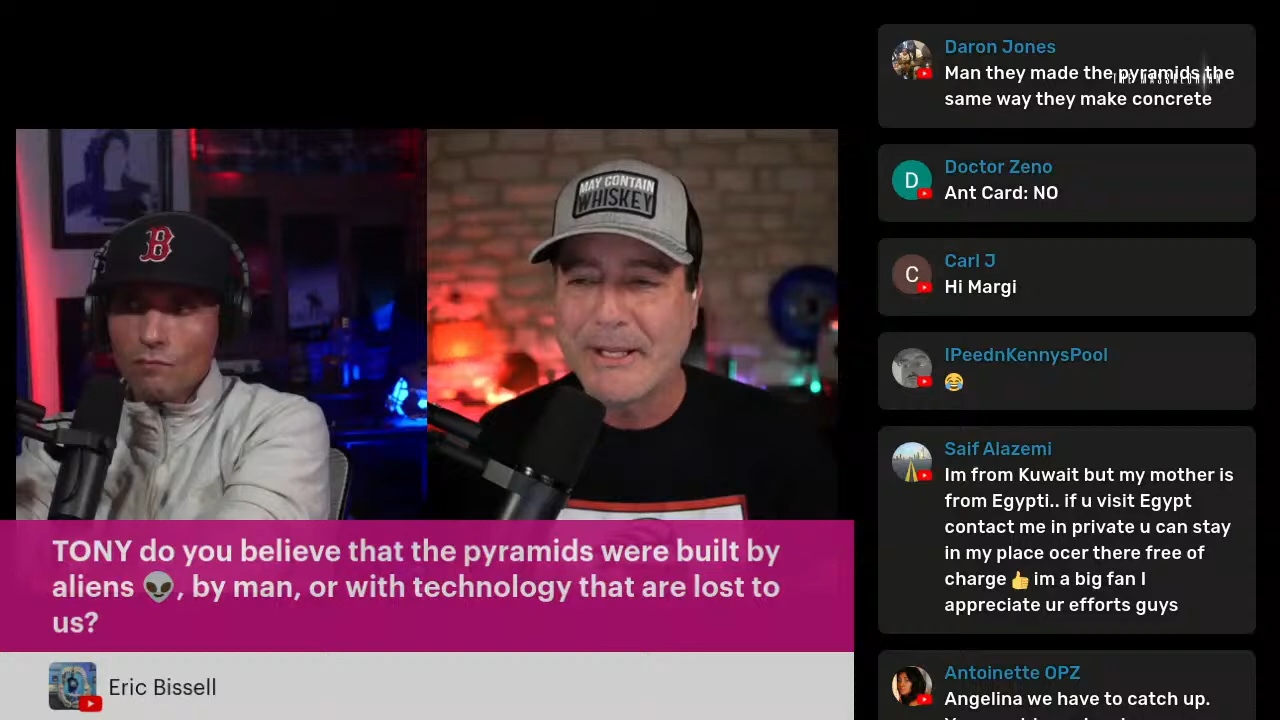 B
MAY CONTAIN
WHISKEY
TONY do you believe that the pyramids were built by
aliens 👽, by man, or with technology that are lost to
us?
Eric Bissell
Daron Jones
Man they made the pyramids the
same way they make concrete
D
Doctor Zeno
Ant Card: NO
C
Carl J
Hi Margi
IPeednKennysPool
😂
Saif Alazemi
Im from Kuwait but my mother is
from Egypti.. if u visit Egypt
contact me in private u can stay
in my place ocer there free of
charge 👍 im a big fan I
appreciate ur efforts guys
Antoinette OPZ
Angelina we have to catch up.